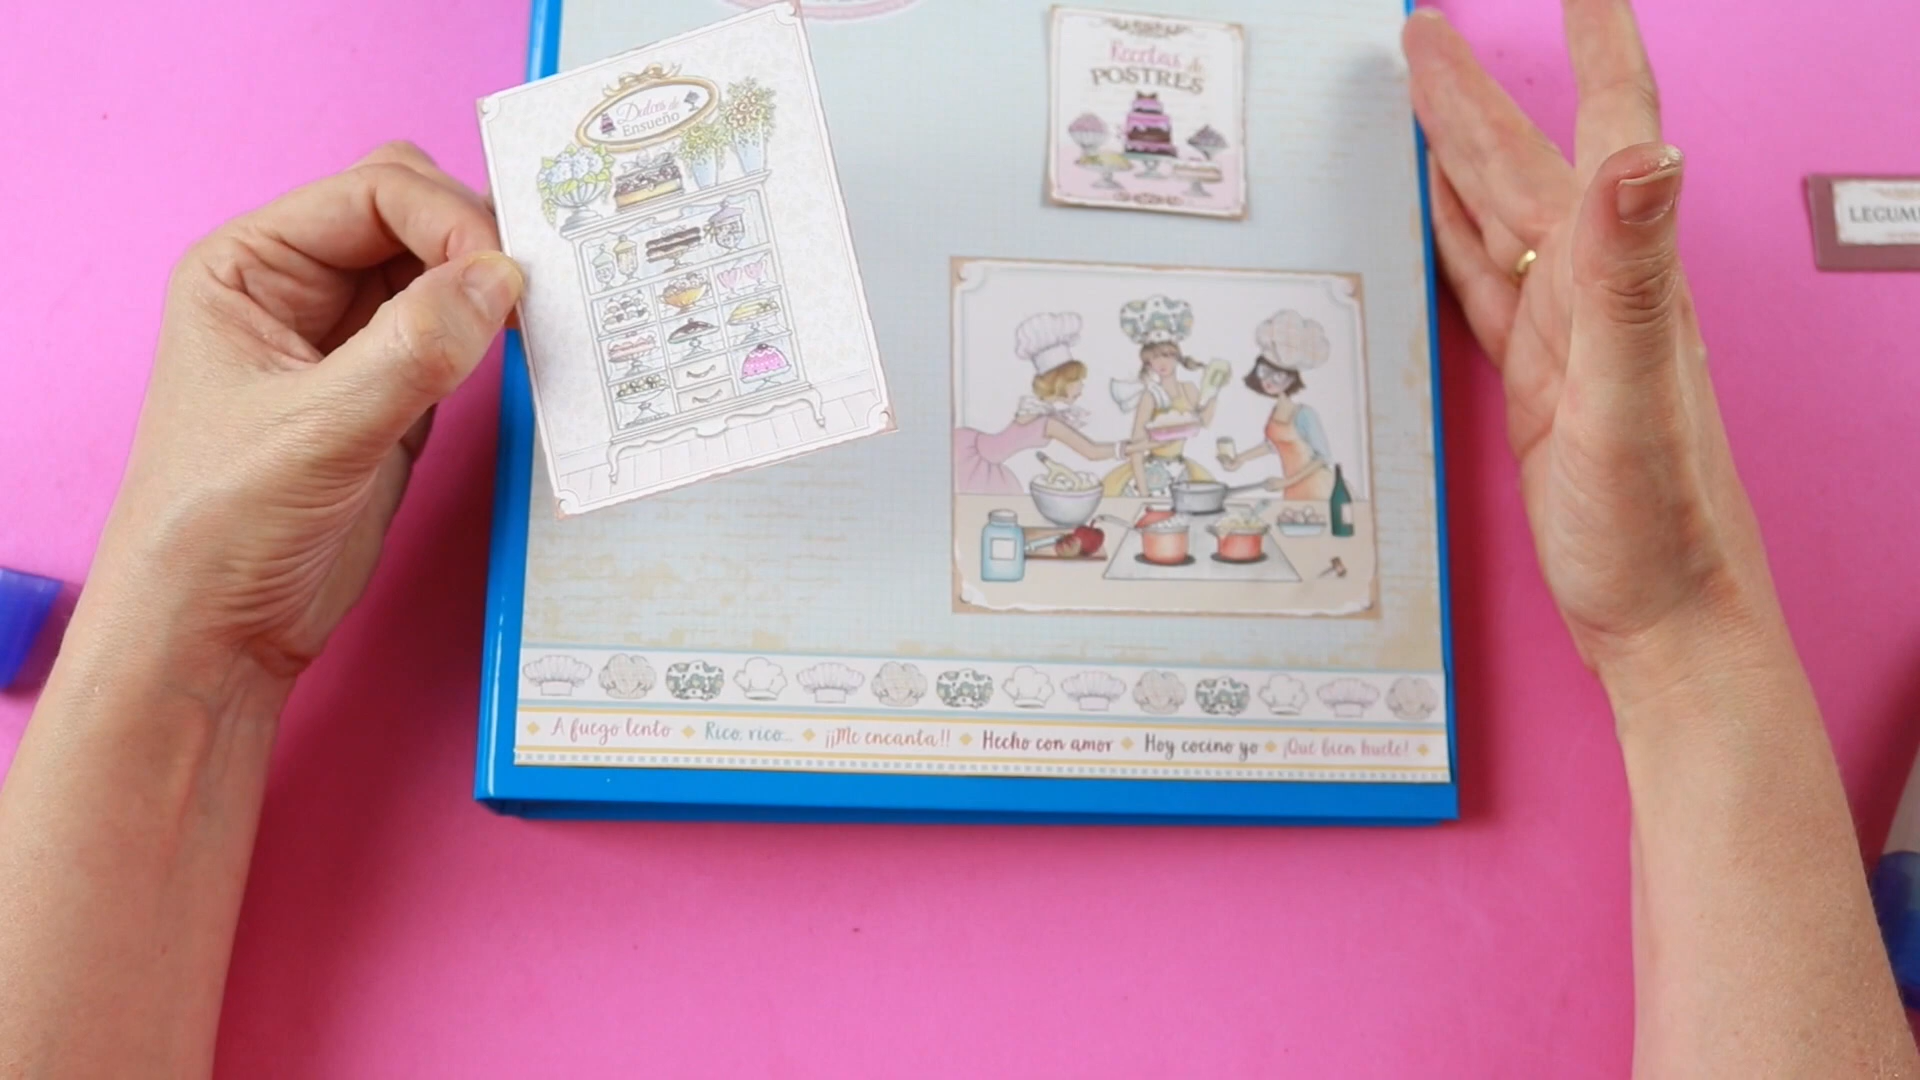 Dulces de
Ensueño
Recetas de
POSTRES
LEGUM
A fuego lento Rico, rico... ¡¡Me encanta!! Hecho con amor Hoy cocino yo ¡Qué bien huele!